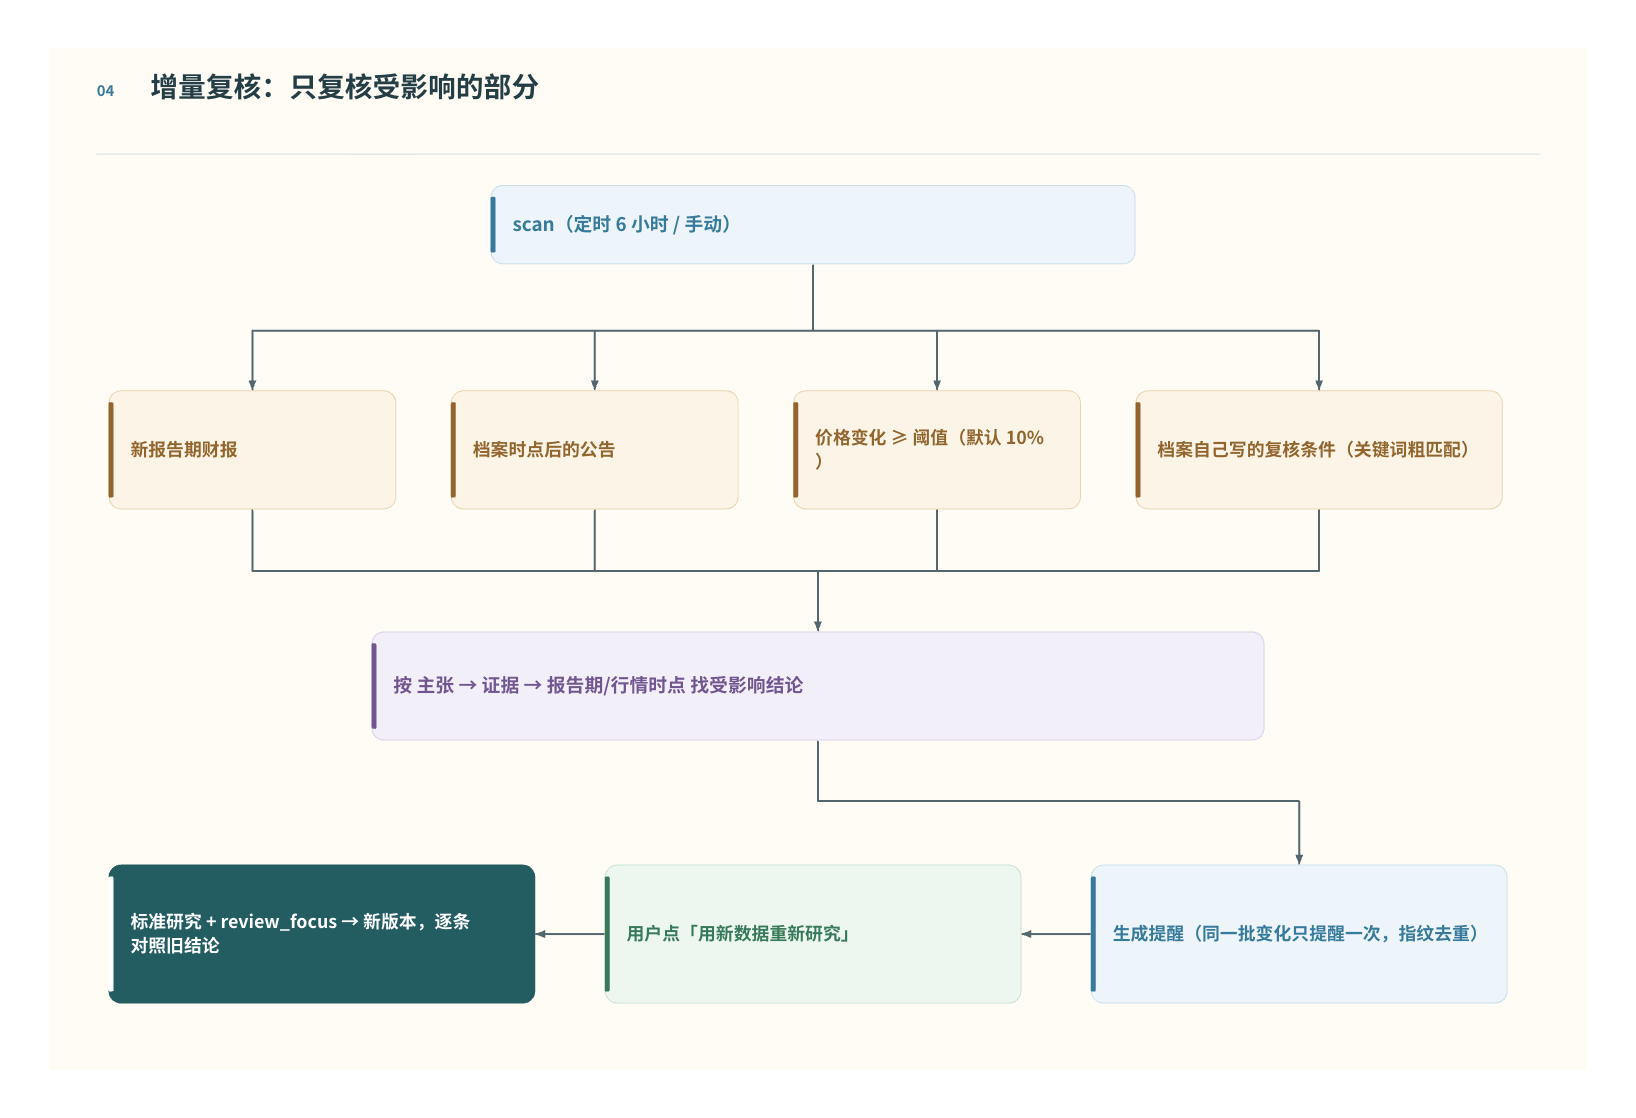 04
增量复核：只复核受影响的部分
scan（定时 6 小时 / 手动）
新报告期财报
档案时点后的公告
价格变化 ≥ 阈值（默认 10%
）
档案自己写的复核条件（关键词粗匹配）
按 主张 → 证据 → 报告期/行情时点 找受影响结论
标准研究 + review_focus → 新版本，逐条
对照旧结论
用户点「用新数据重新研究」
生成提醒（同一批变化只提醒一次，指纹去重）